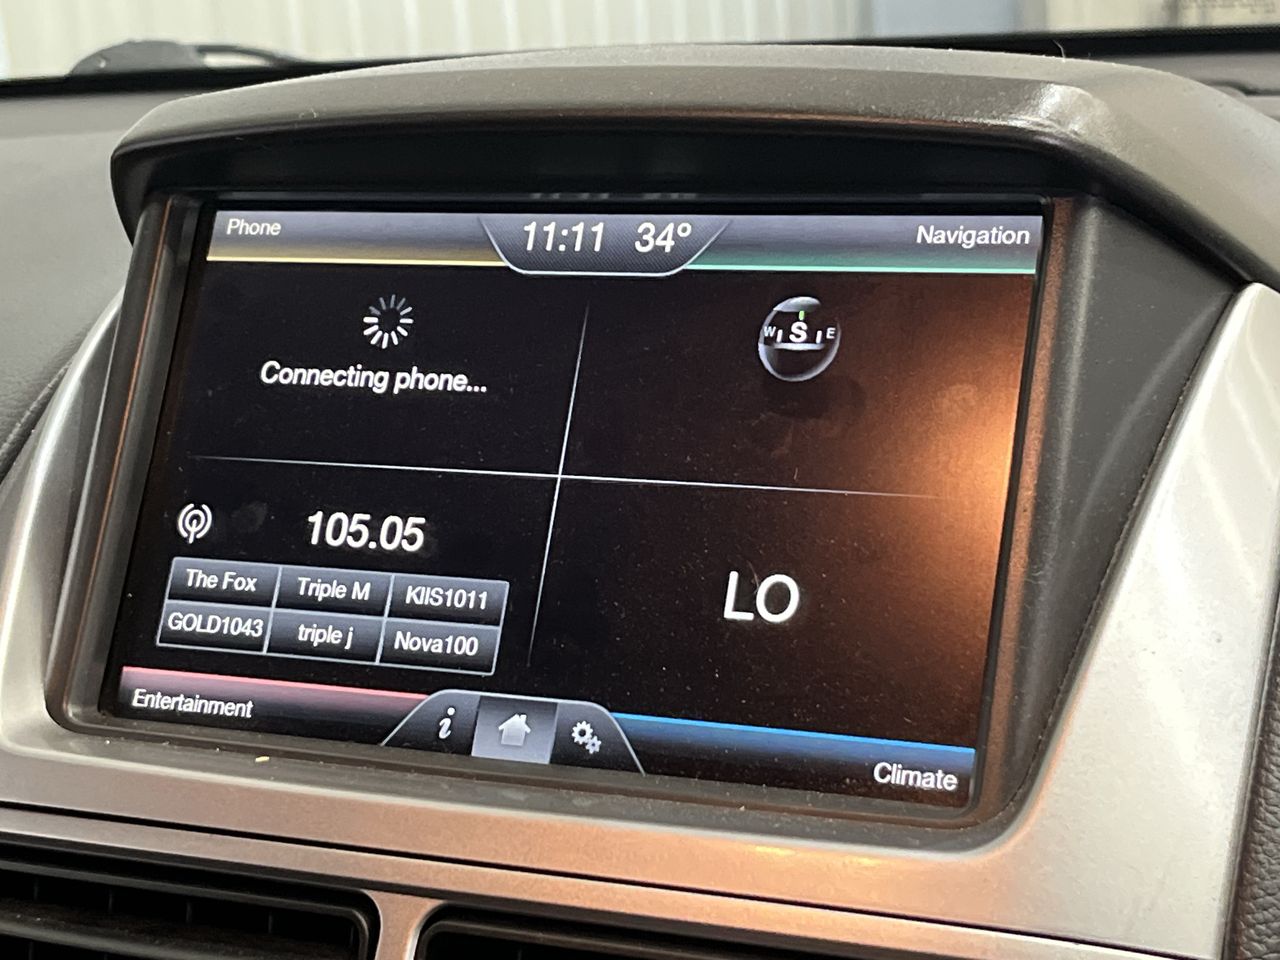 Phone
11:11 34°
Navigation
Connecting phone...
W S E
105.05
The Fox Triple M KIIS1011
GOLD1043 triple j Nova100
LO
Entertainment
i
Climate